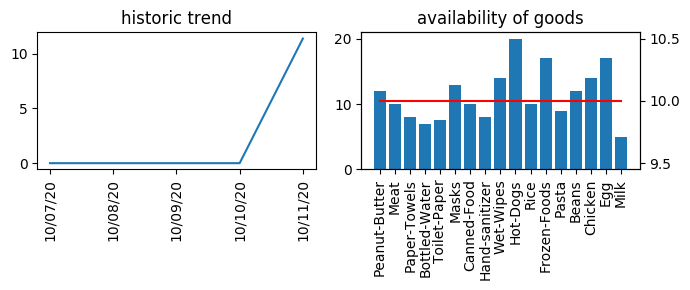 historic trend
10
5
0
10/07/20
10/08/20
10/09/20
10/10/20
10/11/20
availability of goods
20
10
0
10.5
10.0
9.5
Peanut-Butter
Meat
Paper-Towels
Bottled-Water
Toilet-Paper
Masks
Canned-Food
Hand-sanitizer
Wet-Wipes
Hot-Dogs
Rice
Frozen-Foods
Pasta
Beans
Chicken
Egg
Milk